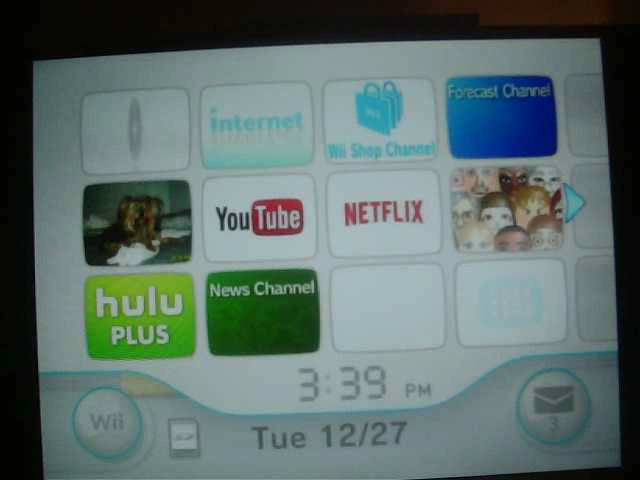 internet
Wii
Wii Shop Channel
Forecast Channel
YouTube
NETFLIX
hulu
PLUS
News Channel
3:39 PM
Wii
Tue 12/27
3